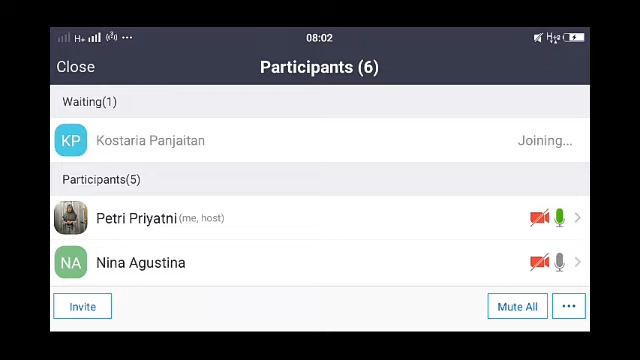 H+ 08:02 H+
Close Participants (6)
Waiting(1)
KP Kostaria Panjaitan Joining...
Participants(5)
Petri Priyatni (me, host)
NA Nina Agustina
Invite Mute All ...